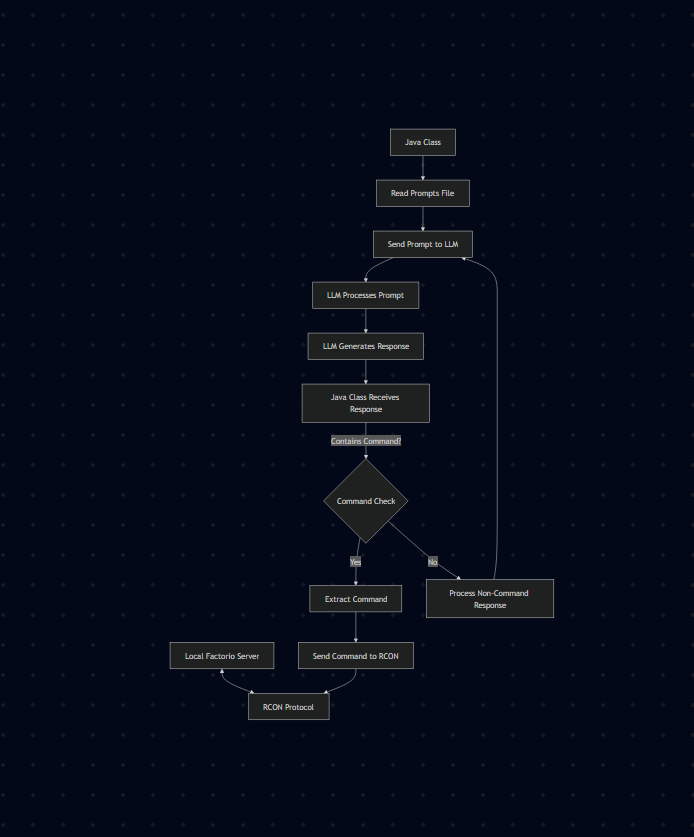 Java Class
Read Prompts File
Send Prompt to LLM
LLM Processes Prompt
LLM Generates Response
Java Class Receives
Response
Contains Command?
Command Check
Yes
No
Extract Command
Process Non-Command
Response
Local Factorio Server
Send Command to RCON
RCON Protocol